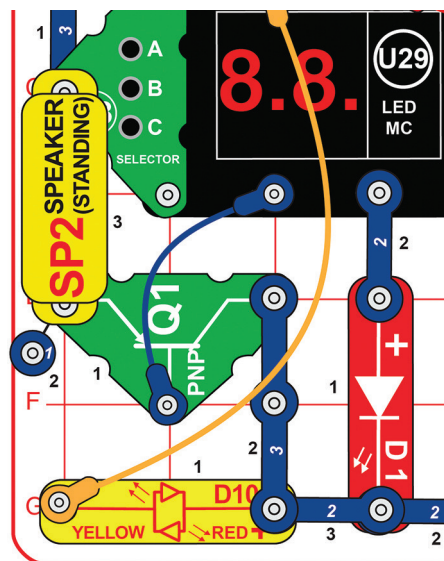 1
3
A
B
C
SELECTOR
8.8.
U29
LED
MC
SP2 SPEAKER
(STANDING)
3
2
2
Q1
PNP
1
1
2
1
+
F
2
3
D1
1
D10
G
YELLOW
RED +
2
3
2
2